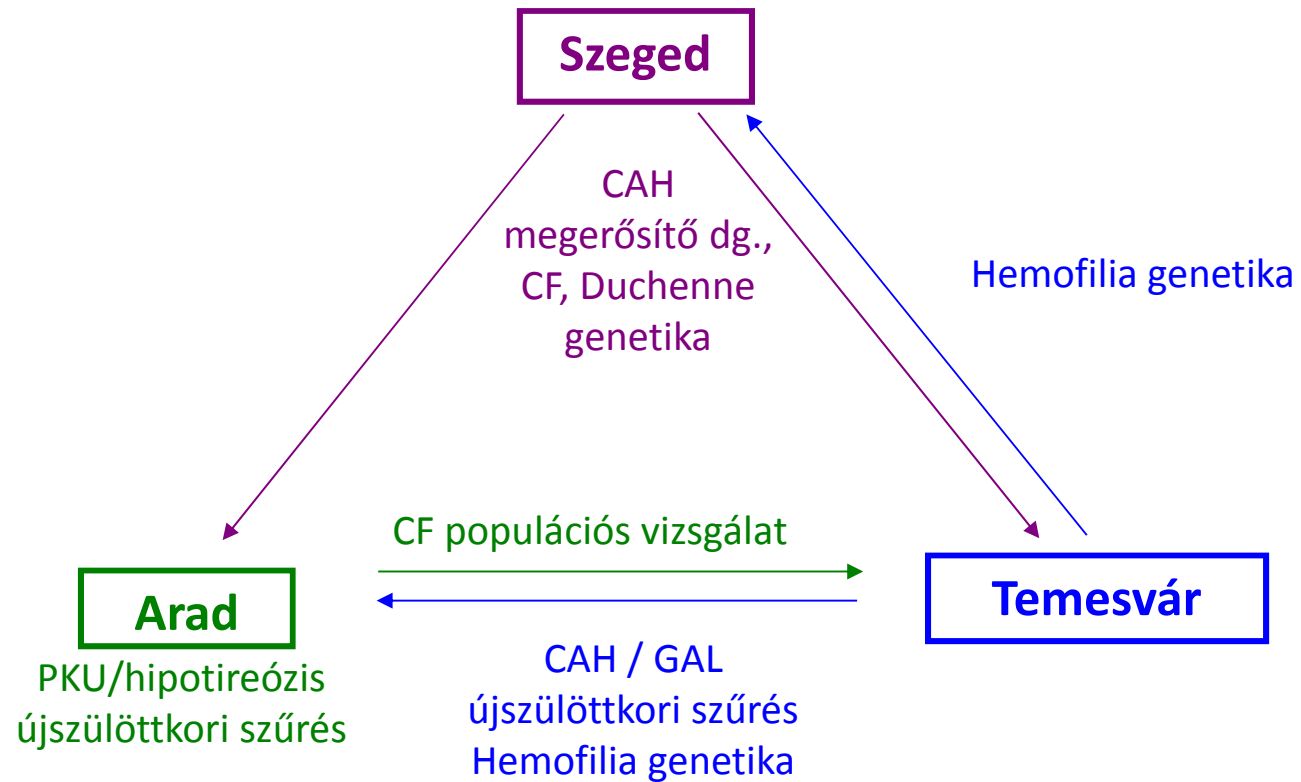 Szeged
CAH
megerősítő dg.,
CF, Duchenne
genetika
Hemofilia genetika
CF populációs vizsgálat
Arad
PKU/hipotireózis
újszülöttkori szűrés
Temesvár
CAH / GAL
újszülöttkori szűrés
Hemofilia genetika